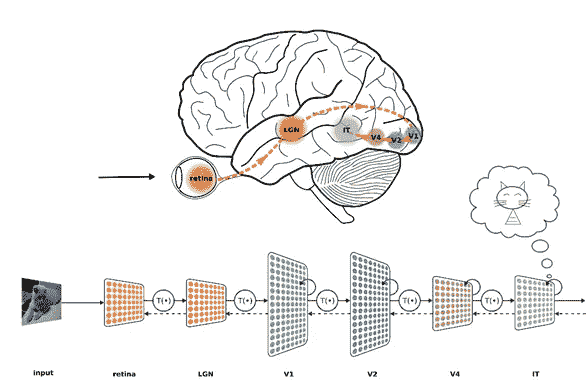 LGN
IT
V4
V2
V1
retina
T(•)
T(•)
T(•)
T(•)
T(•)
input
retina
LGN
V1
V2
V4
IT